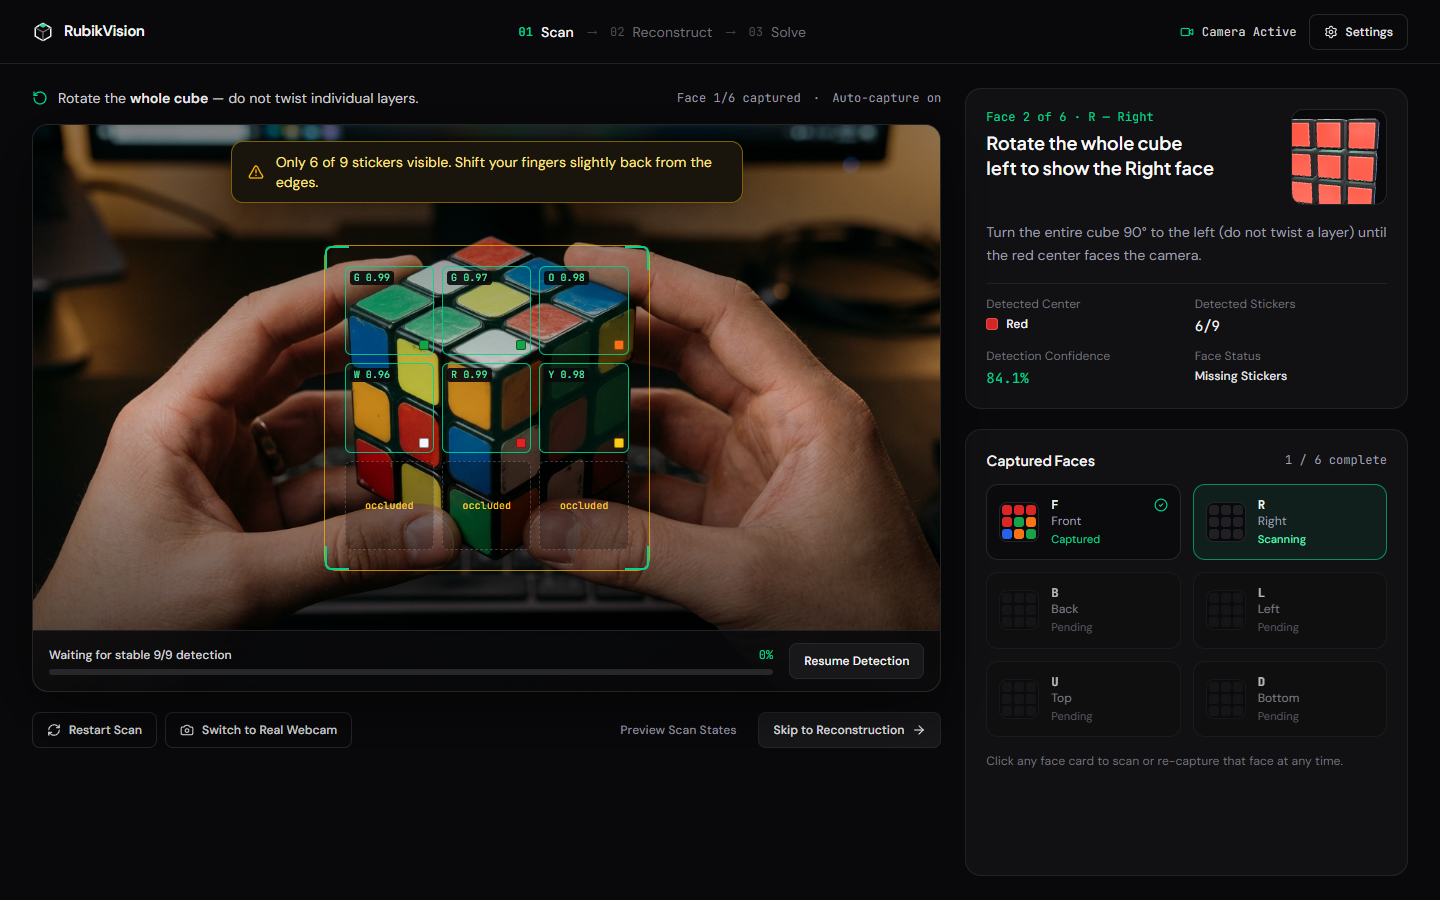 RubikVision
01 Scan → 02 Reconstruct → 03 Solve
Camera Active
Settings
Rotate the whole cube — do not twist individual layers.
Face 1/6 captured · Auto-capture on
Only 6 of 9 stickers visible. Shift your fingers slightly back from the
edges.
G 0.99
G 0.97
O 0.98
W 0.96
R 0.99
Y 0.98
occluded
occluded
occluded
Waiting for stable 9/9 detection
0%
Resume Detection
Restart Scan
Switch to Real Webcam
Preview Scan States
Skip to Reconstruction →
Face 2 of 6 · R — Right
Rotate the whole cube
left to show the Right face
Turn the entire cube 90° to the left (do not twist a layer) until
the red center faces the camera.
Detected Center
Red
Detected Stickers
6/9
Detection Confidence
84.1%
Face Status
Missing Stickers
Captured Faces
1 / 6 complete
F
Front
Captured
R
Right
Scanning
B
Back
Pending
L
Left
Pending
U
Top
Pending
D
Bottom
Pending
Click any face card to scan or re-capture that face at any time.